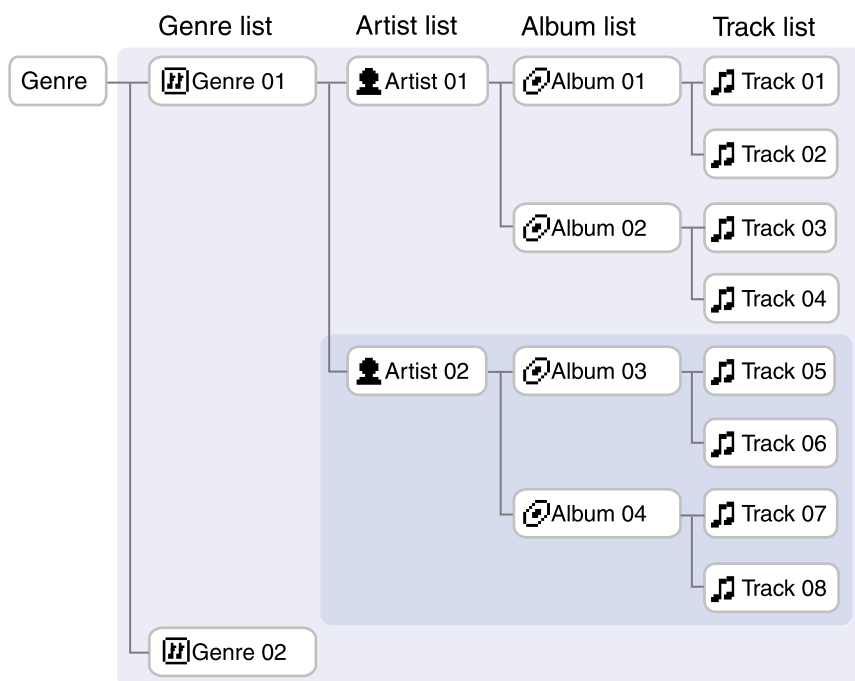 Genre list Artist list Album list Track list
Genre Genre 01 Artist 01 Album 01 Track 01
Track 02
Album 02 Track 03
Track 04
Artist 02 Album 03 Track 05
Track 06
Album 04 Track 07
Track 08
Genre 02